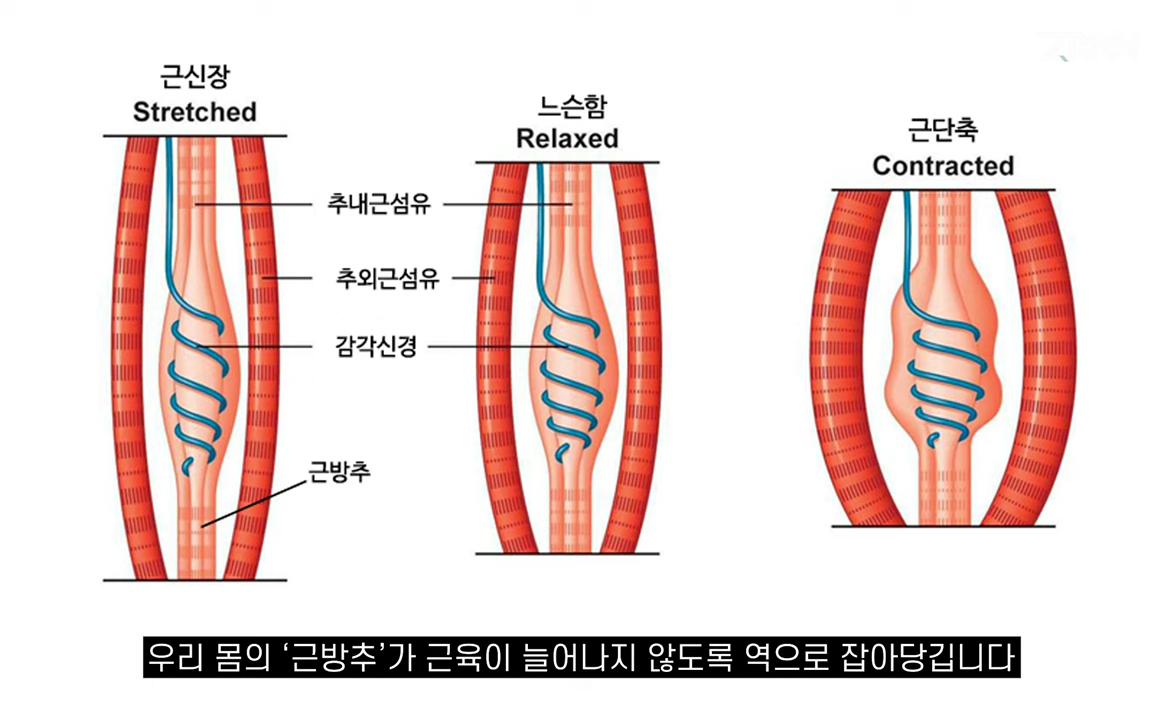 근신장
Stretched
느슨함
Relaxed
근단축
Contracted
추내근섬유
추외근섬유
감각신경
근방추
우리 몸의 ‘근방추’가 근육이 늘어나지 않도록 역으로 잡아당깁니다